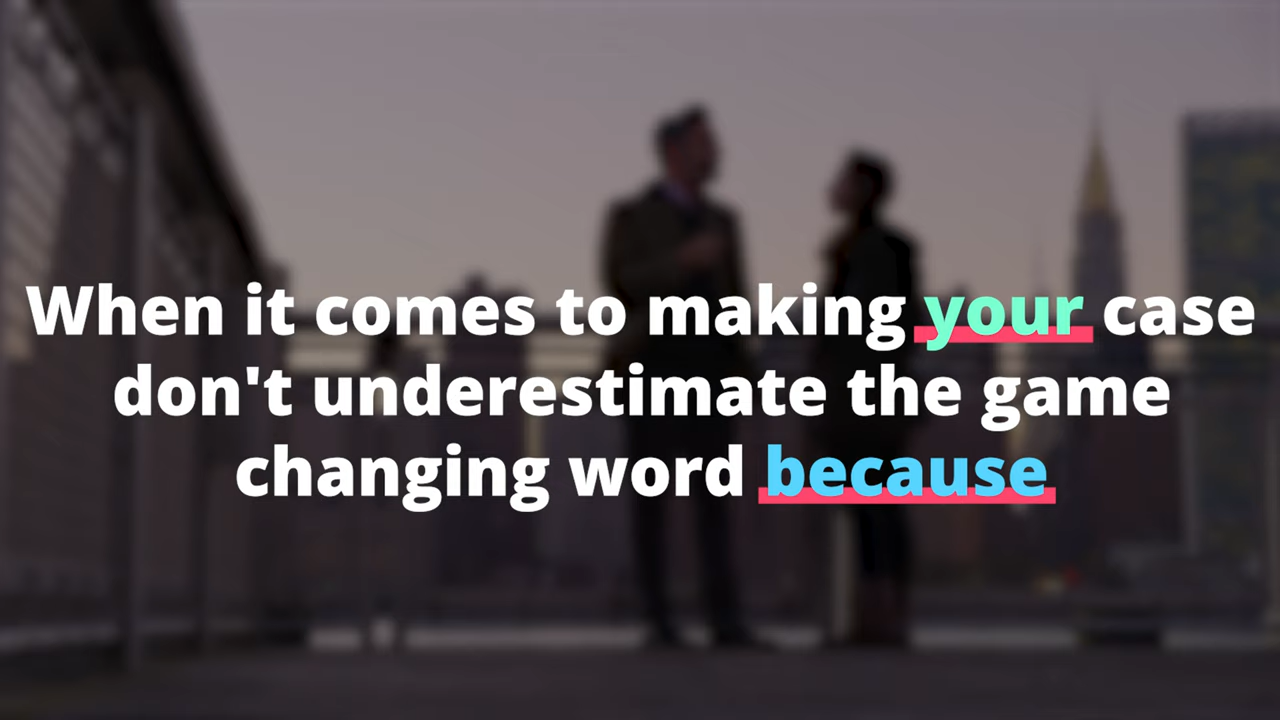 When it comes to making your case
don't underestimate the game
changing word because